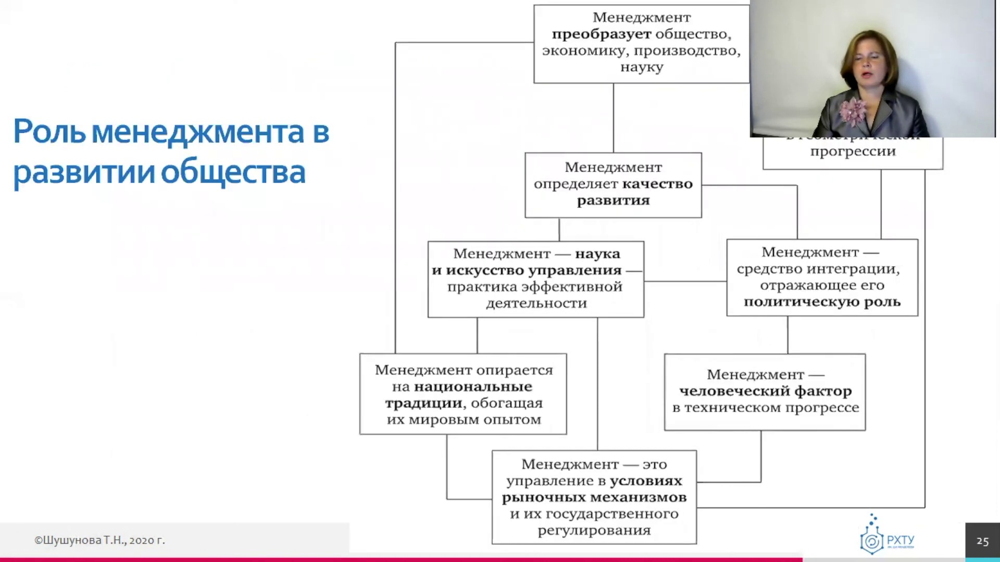 Менеджмент
преобразует общество,
экономику, производство,
науку
Роль менеджмента в
развитии общества
в геометрической
прогрессии
Менеджмент
определяет качество
развития
Менеджмент — наука
и искусство управления —
практика эффективной
деятельности
Менеджмент —
средство интеграции,
отражающее его
политическую роль
Менеджмент опирается
на национальные
традиции, обогащая
их мировым опытом
Менеджмент —
человеческий фактор
в техническом прогрессе
Менеджмент — это
управление в условиях
рыночных механизмов
и их государственного
регулирования
©Шушунова Т.Н., 2020 г.
РХТУ
25